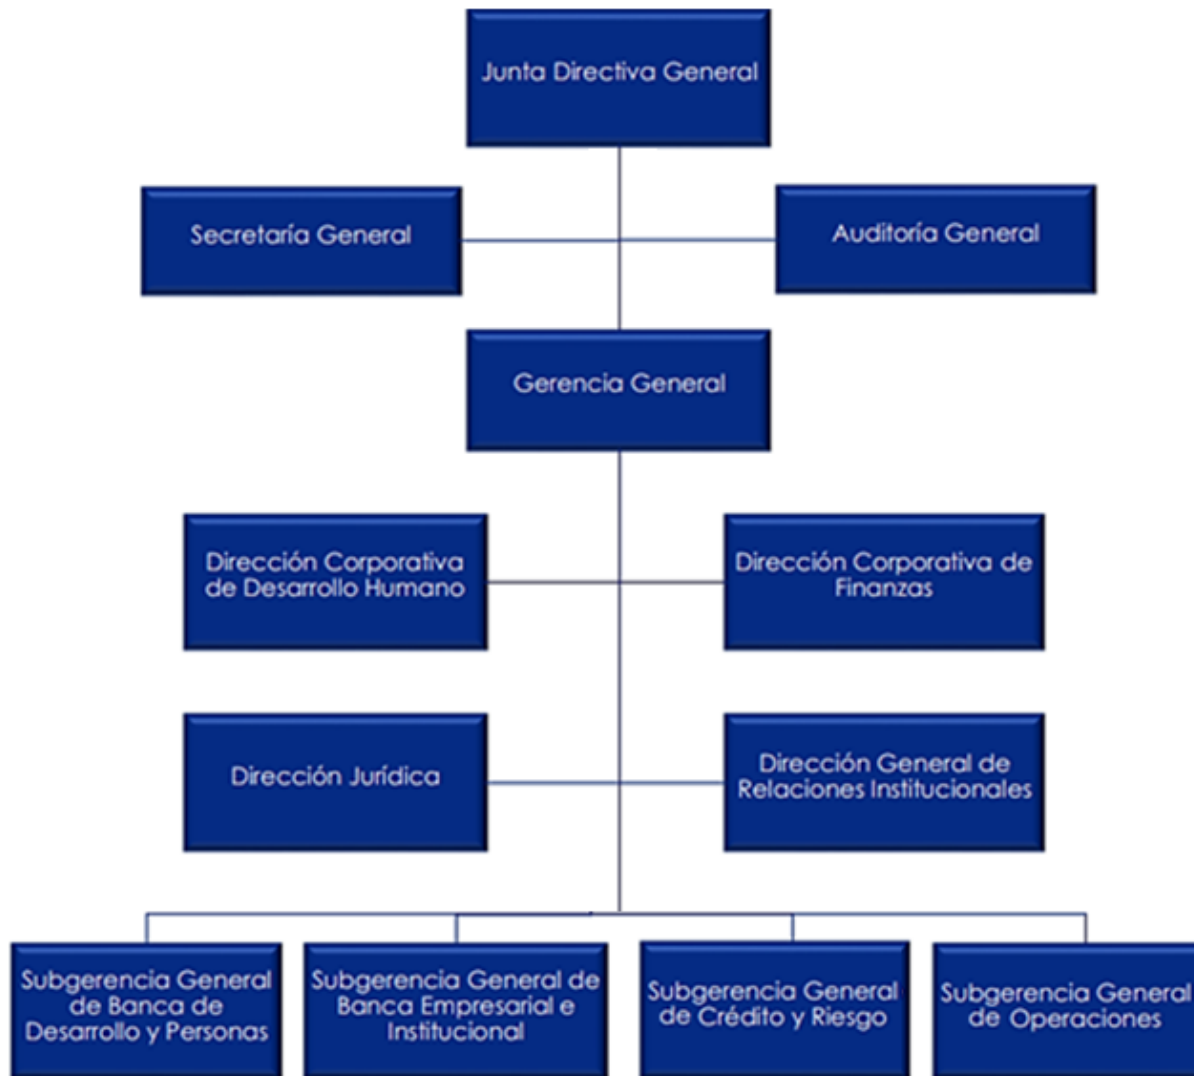 Junta Directiva General
Secretaría General
Auditoría General
Gerencia General
Dirección Corporativa
de Desarrollo Humano
Dirección Corporativa de
Finanzas
Dirección Jurídica
Dirección General de
Relaciones Institucionales
Subgerencia General
de Banca de
Desarrollo y Personas
Subgerencia General de
Banca Empresarial e
Institucional
Subgerencia General
de Crédito y Riesgo
Subgerencia General
de Operaciones